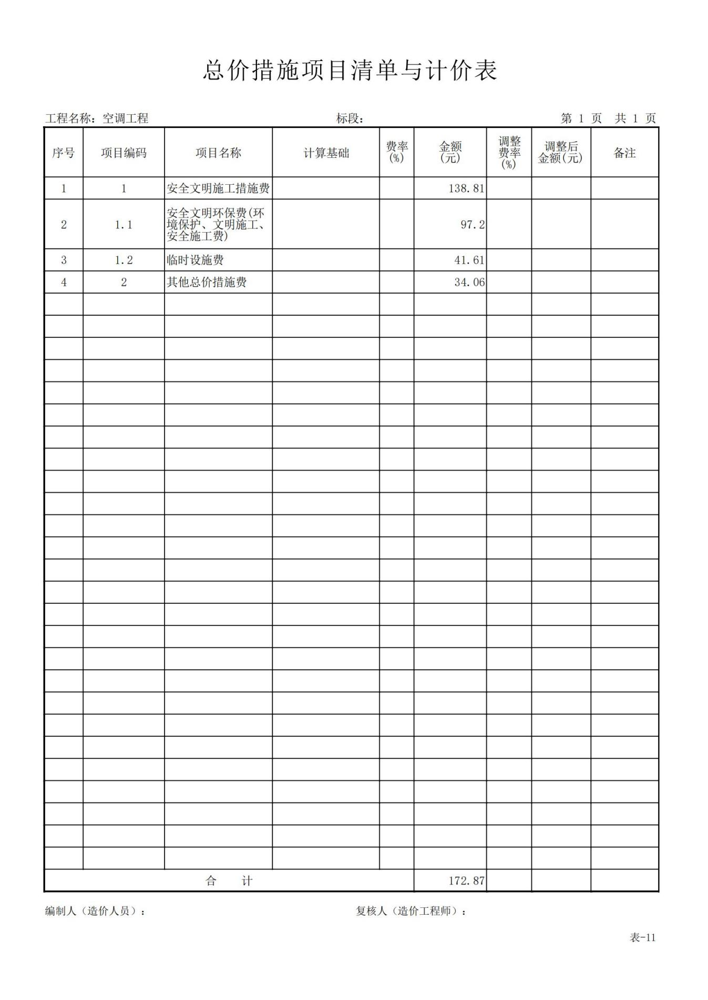 总价措施项目清单与计价表
工程名称：空调工程 标段： 第 1 页 共 1 页
序号 项目编码 项目名称 计算基础 费率(%) 金额(元) 调整费率(%) 调整后金额(元) 备注
1 1 安全文明施工措施费 138.81
2 1.1 安全文明环保费(环境保护、文明施工、安全施工费) 97.2
3 1.2 临时设施费 41.61
4 2 其他总价措施费 34.06
合 计 172.87
编制人（造价人员）： 复核人（造价工程师）：
表-11